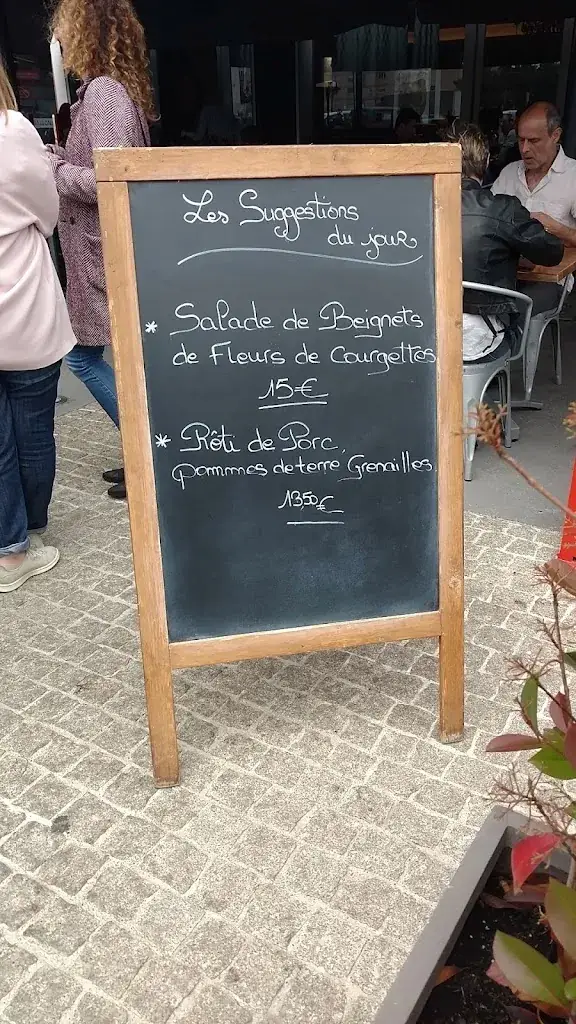 Les Suggestions
du jour
* Salade de Beignets
de Fleurs de Courgettes
15€
* Rôti de Porc,
pommes de terre Grenailles.
13,50€